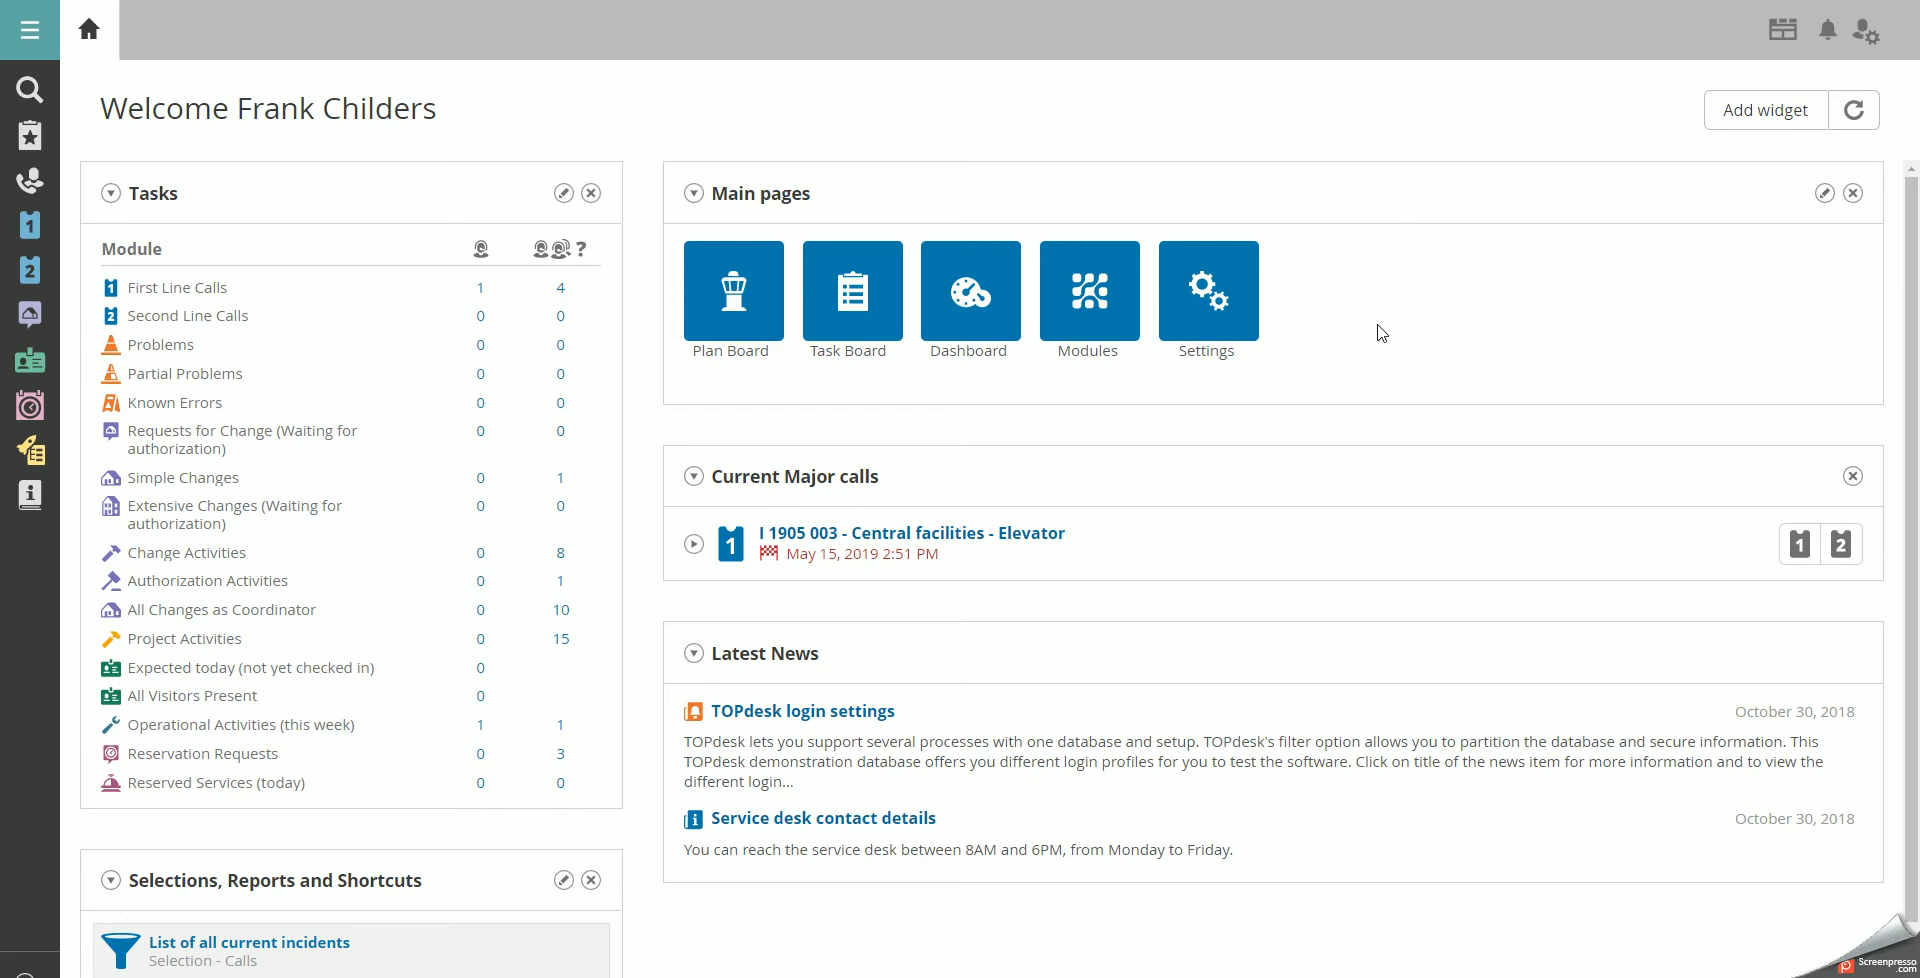 Welcome Frank Childers
Add widget
Tasks
Module ?
First Line Calls 1 4
Second Line Calls 0 0
Problems 0 0
Partial Problems 0 0
Known Errors 0 0
Requests for Change (Waiting for 0 0
authorization)
Simple Changes 0 1
Extensive Changes (Waiting for 0 0
authorization)
Change Activities 0 8
Authorization Activities 0 1
All Changes as Coordinator 0 10
Project Activities 0 15
Expected today (not yet checked in) 0
All Visitors Present 0
Operational Activities (this week) 1 1
Reservation Requests 0 3
Reserved Services (today) 0 0
Selections, Reports and Shortcuts
List of all current incidents
Selection - Calls
Main pages
Plan Board Task Board Dashboard Modules Settings
Current Major calls
1 I 1905 003 - Central facilities - Elevator 1 2
May 15, 2019 2:51 PM
Latest News
TOPdesk login settings October 30, 2018
TOPdesk lets you support several processes with one database and setup. TOPdesk's filter option allows you to partition the database and secure information. This
TOPdesk demonstration database offers you different login profiles for you to test the software. Click on title of the news item for more information and to view the
different login...
Service desk contact details October 30, 2018
You can reach the service desk between 8AM and 6PM, from Monday to Friday.
Screenpresso
.com